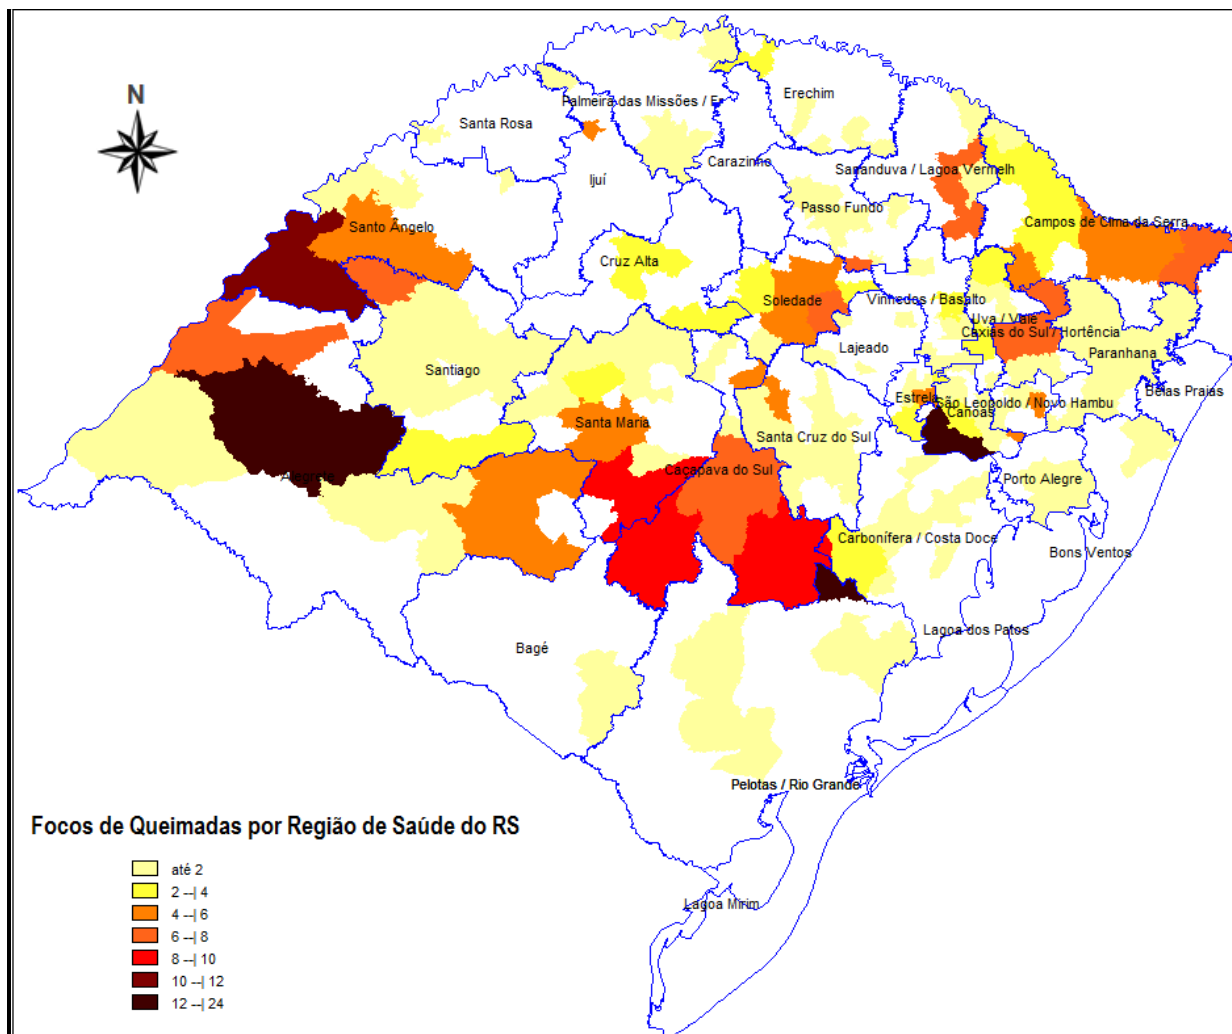 N
Erechim
Palmeira das Missões / Fr
Santa Rosa
Carazinho
Sananduva / Lagoa Vermelh
Ijuí
Passo Fundo
Campos de Cima da Serra
Santo Ângelo
Cruz Alta
Soledade
Vinhedos / Basalto
Uva / Vale
Caxias do Sul / Hortência
Lajeado
Paranhana
Santiago
Belas Praias
Estrela
São Leopoldo / Novo Hambu
Canoas
Santa Maria
Santa Cruz do Sul
Caçapava do Sul
Alegrete
Porto Alegre
Carbonífera / Costa Doce
Bons Ventos
Lagoa dos Patos
Bagé
Pelotas / Rio Grande
Focos de Queimadas por Região de Saúde do RS
até 2
2 --| 4
4 --| 6
6 --| 8
8 --| 10
10 --| 12
12 --| 24
Lagoa Mirim